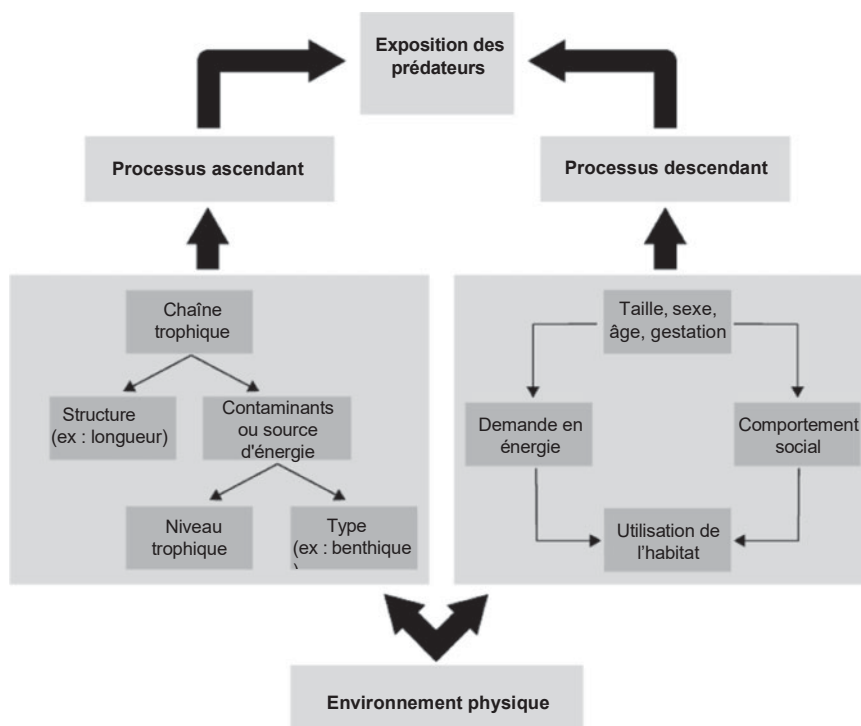 Exposition des
prédateurs
Processus ascendant
Processus descendant
Chaîne
trophique
Structure
(ex : longueur)
Contaminants
ou source
d'énergie
Niveau
trophique
Type
(ex : benthique
)
Taille, sexe,
âge, gestation
Demande en
énergie
Comportement
social
Utilisation de
l'habitat
Environnement physique